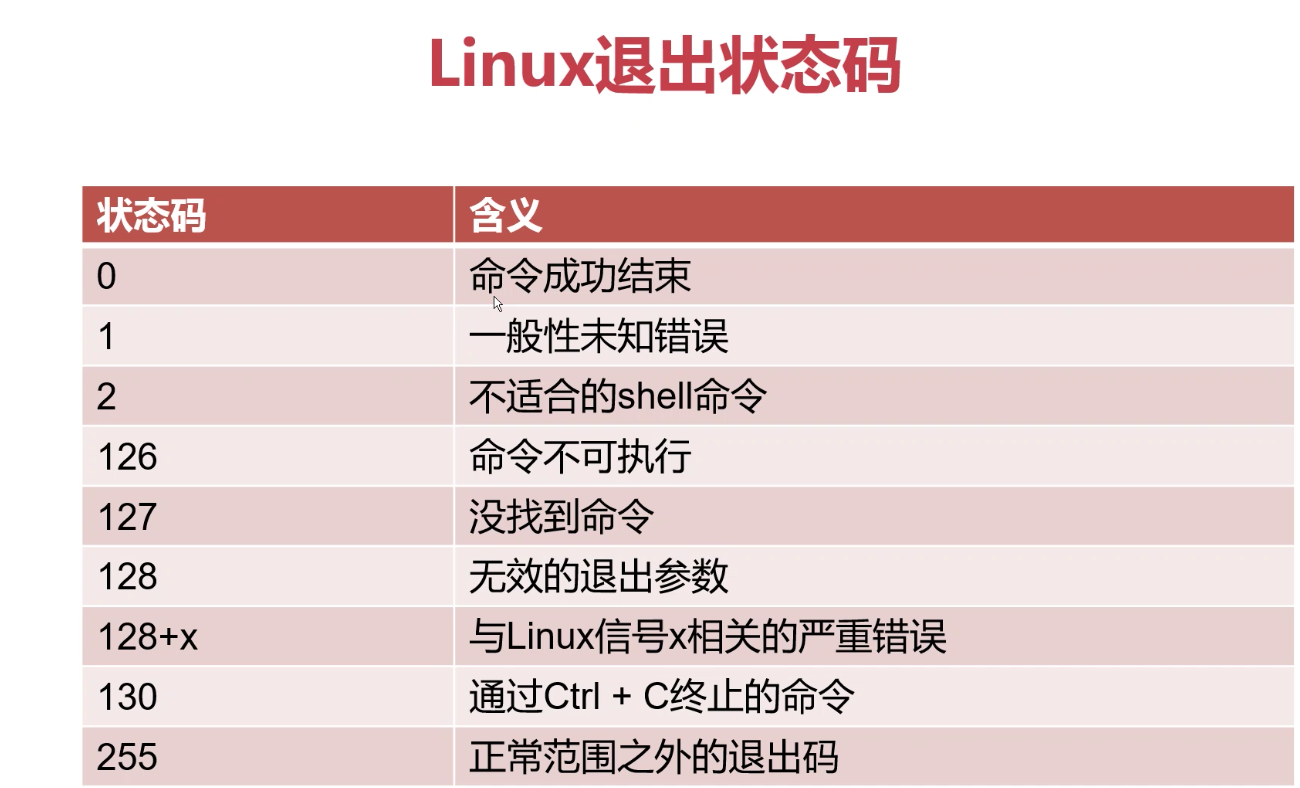 Linux退出状态码
状态码 含义
0 命令成功结束
1 一般性未知错误
2 不适合的shell命令
126 命令不可执行
127 没找到命令
128 无效的退出参数
128+x 与Linux信号x相关的严重错误
130 通过Ctrl + C终止的命令
255 正常范围之外的退出码